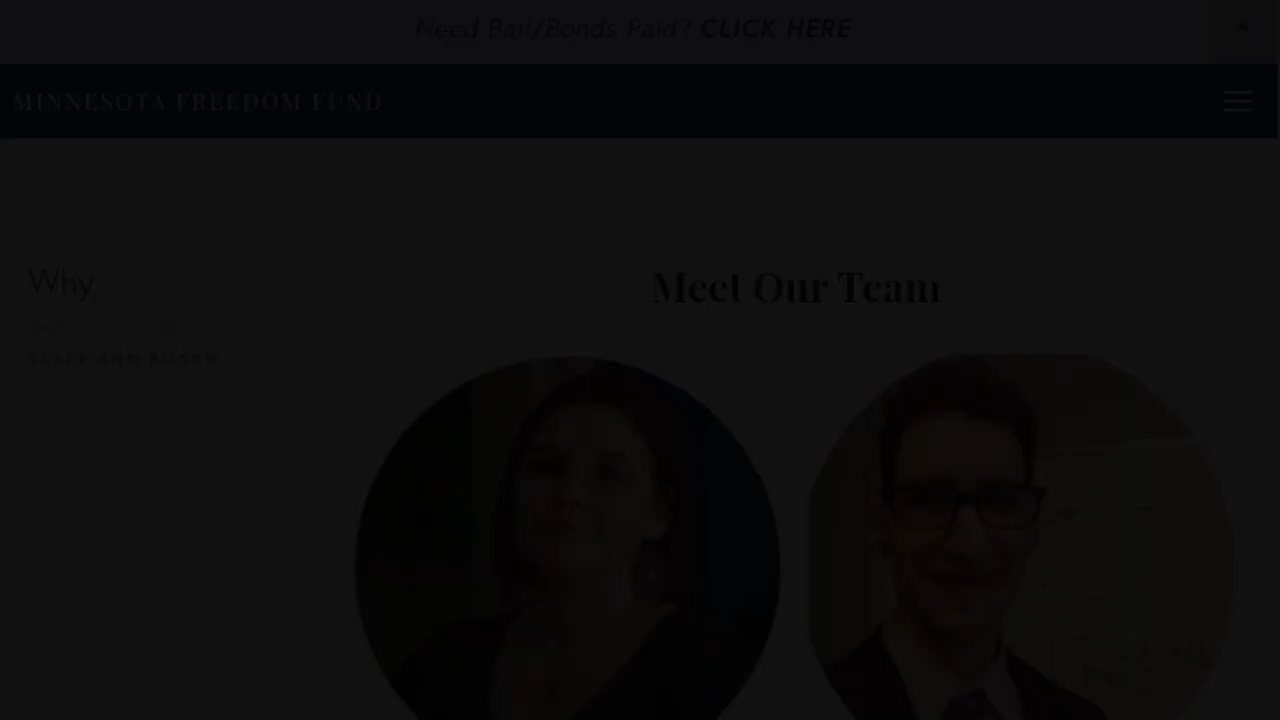 Need Bail/Bonds Paid? CLICK HERE
MINNESOTA FREEDOM FUND
Why
Meet Our Team
STAFF AND BOARD